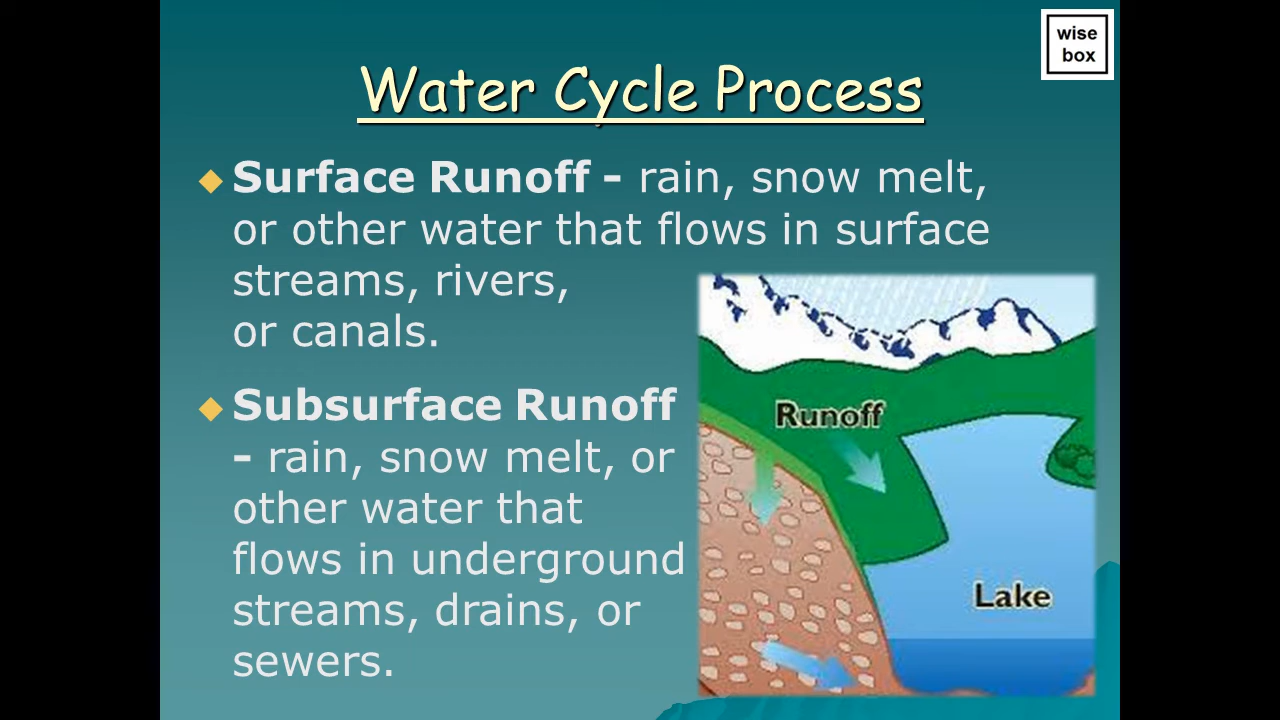 wise
box
Water Cycle Process
Surface Runoff - rain, snow melt,
or other water that flows in surface
streams, rivers,
or canals.
Subsurface Runoff
- rain, snow melt, or
other water that
flows in underground
streams, drains, or
sewers.
Runoff
Lake